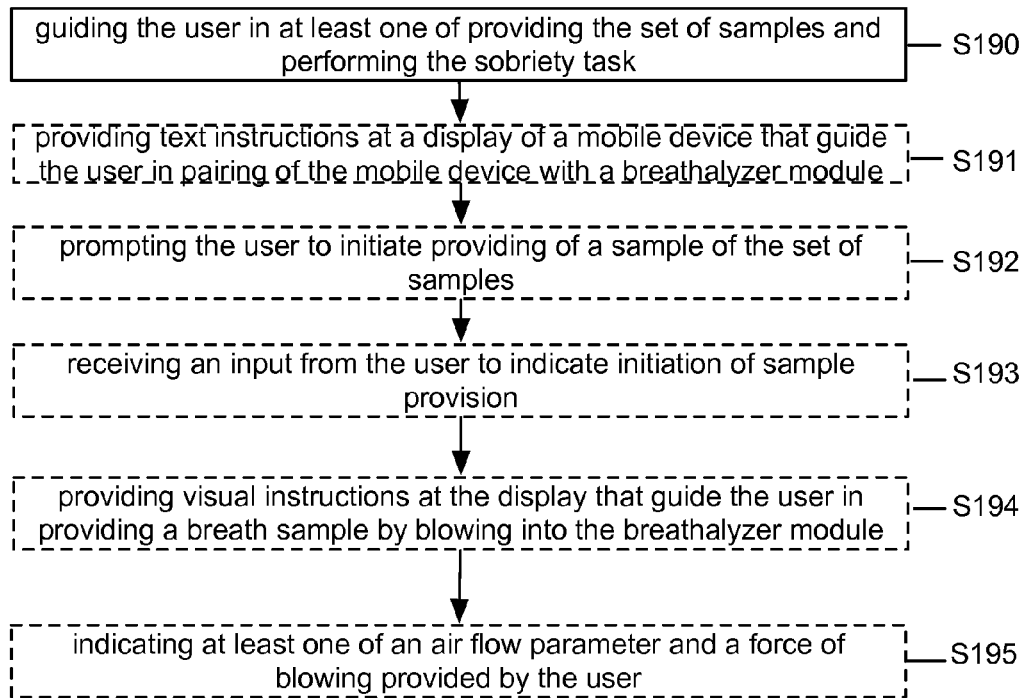 guiding the user in at least one of providing the set of samples and
performing the sobriety task
S190
providing text instructions at a display of a mobile device that guide
the user in pairing of the mobile device with a breathalyzer module
S191
prompting the user to initiate providing of a sample of the set of
samples
S192
receiving an input from the user to indicate initiation of sample
provision
S193
providing visual instructions at the display that guide the user in
providing a breath sample by blowing into the breathalyzer module
S194
indicating at least one of an air flow parameter and a force of
blowing provided by the user
S195